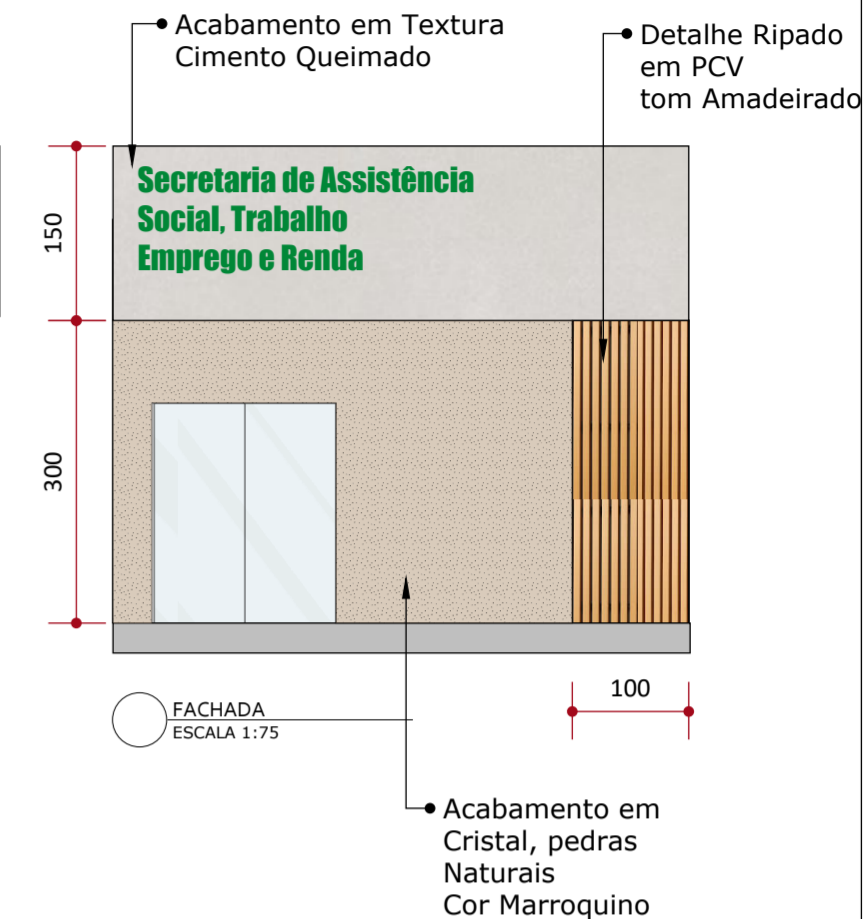 Acabamento em Textura
Cimento Queimado
Detalhe Ripado
em PCV
tom Amadeirado
150
Secretaria de Assistência
Social, Trabalho
Emprego e Renda
300
100
FACHADA
ESCALA 1:75
Acabamento em
Cristal, pedras
Naturais
Cor Marroquino